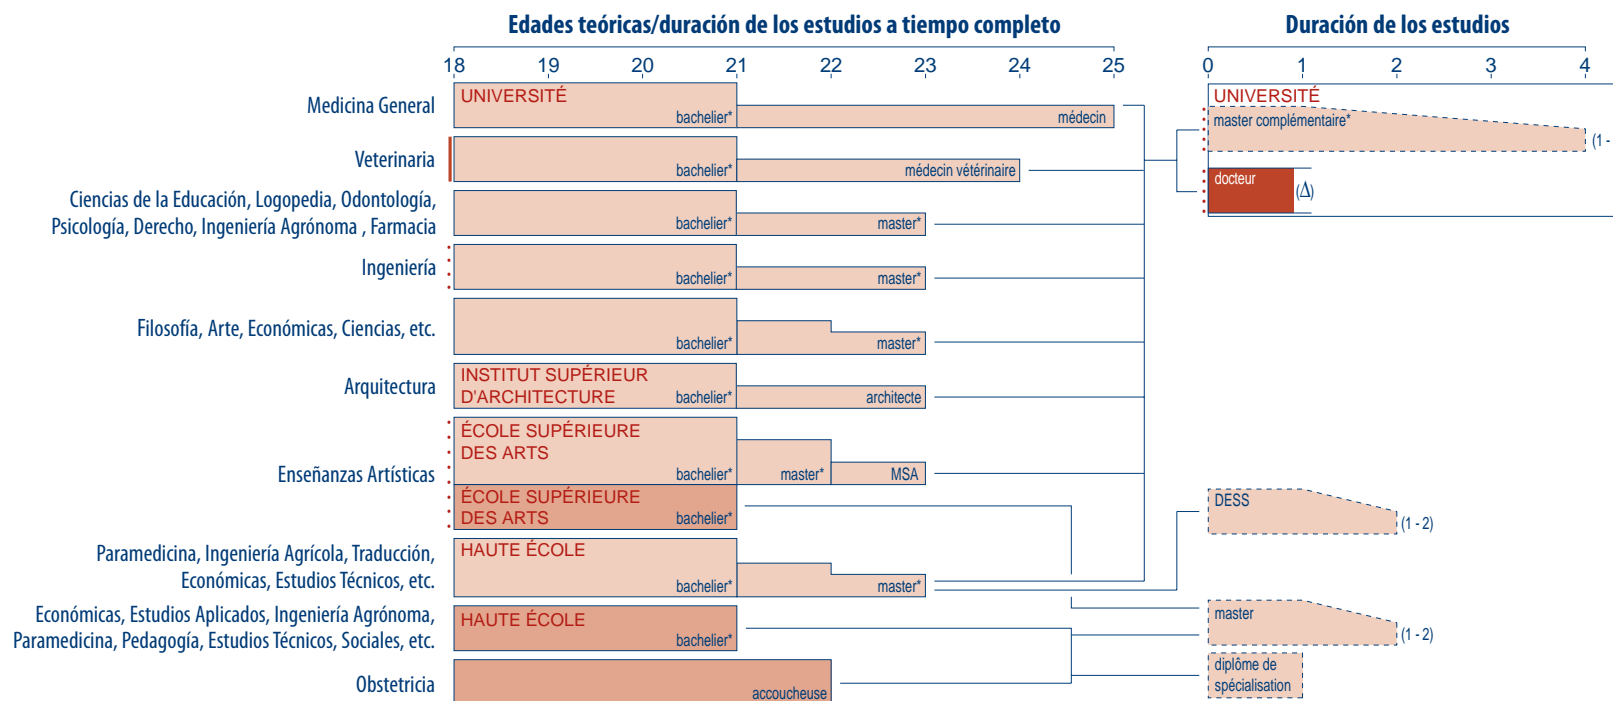 Edades teóricas/duración de los estudios a tiempo completo
Duración de los estudios
18 19 20 21 22 23 24 25
0 1 2 3 4
Medicina General
UNIVERSITÉ
bachelier*
médecin
UNIVERSITÉ
master complémentaire*
(1 -
Veterinaria
bachelier*
médecin vétérinaire
docteur
(Δ)
Ciencias de la Educación, Logopedia, Odontología,
Psicología, Derecho, Ingeniería Agrónoma , Farmacia
bachelier*
master*
Ingeniería
bachelier*
master*
Filosofía, Arte, Económicas, Ciencias, etc.
bachelier*
master*
Arquitectura
INSTITUT SUPÉRIEUR
D'ARCHITECTURE
bachelier*
architecte
Enseñanzas Artísticas
ÉCOLE SUPÉRIEURE
DES ARTS
bachelier*
master*
MSA
ÉCOLE SUPÉRIEURE
DES ARTS
bachelier*
DESS
(1 - 2)
Paramedicina, Ingeniería Agrícola, Traducción,
Económicas, Estudios Técnicos, etc.
HAUTE ÉCOLE
bachelier*
master*
Económicas, Estudios Aplicados, Ingeniería Agrónoma,
Paramedicina, Pedagogía, Estudios Técnicos, Sociales, etc.
HAUTE ÉCOLE
bachelier*
master
(1 - 2)
Obstetricia
accoucheuse
diplôme de
spécialisation